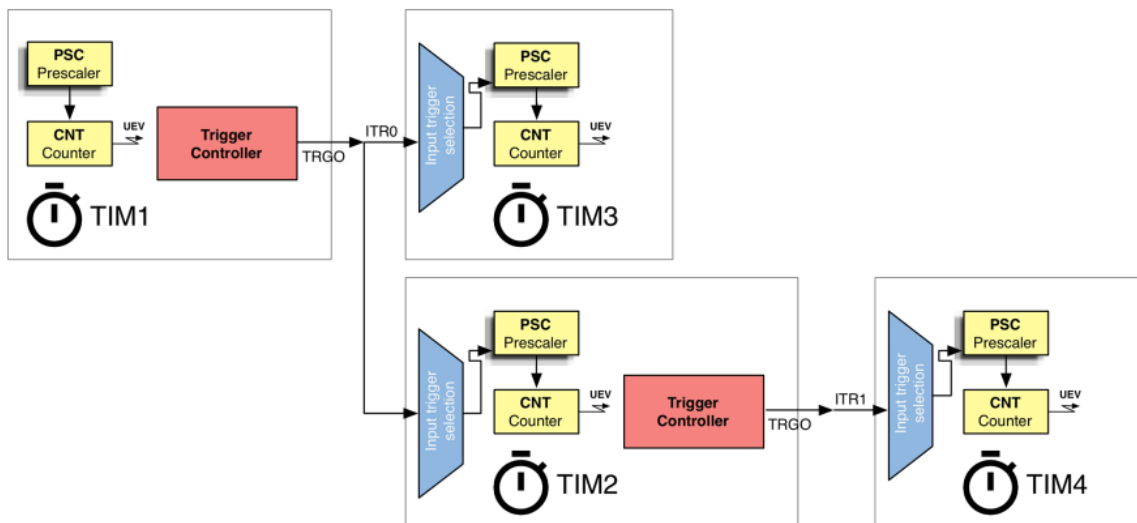 PSC
Prescaler
CNT
Counter
UEV
Trigger
Controller
TRGO
TIM1
ITR0
Input trigger
selection
PSC
Prescaler
CNT
Counter
UEV
TIM3
Input trigger
selection
PSC
Prescaler
CNT
Counter
UEV
Trigger
Controller
TRGO
TIM2
ITR1
Input trigger
selection
PSC
Prescaler
CNT
Counter
UEV
TIM4